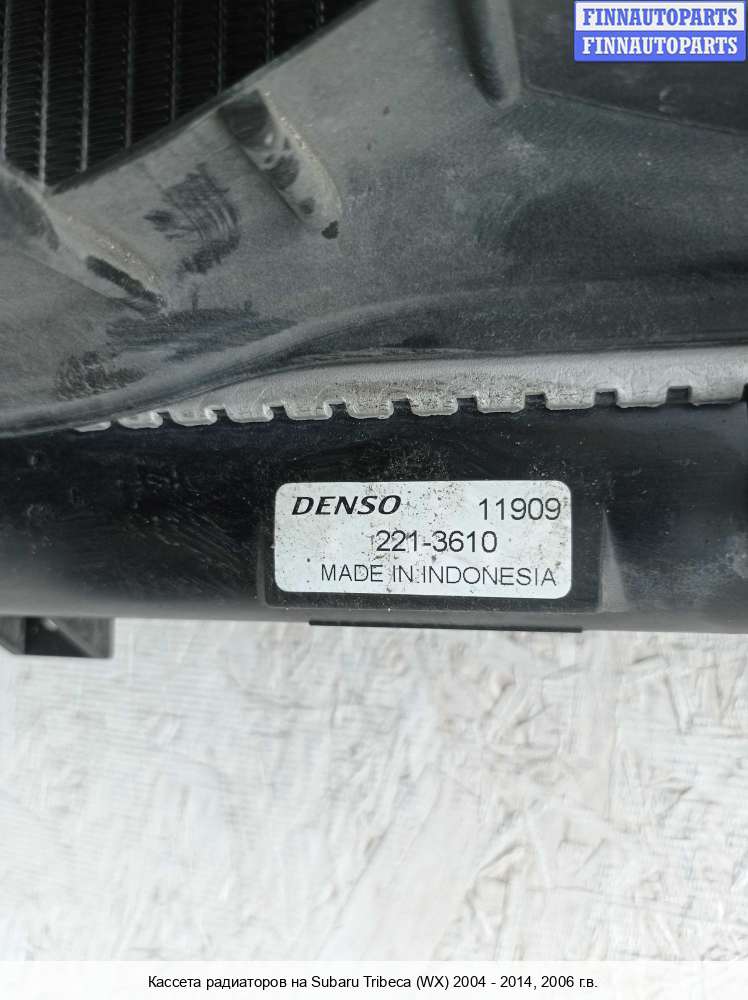 FINNAUTOPARTS
FINNAUTOPARTS
DENSO 11909
221-3610
MADE IN INDONESIA
Кассета радиаторов на Subaru Tribeca (WX) 2004 - 2014, 2006 г.в.